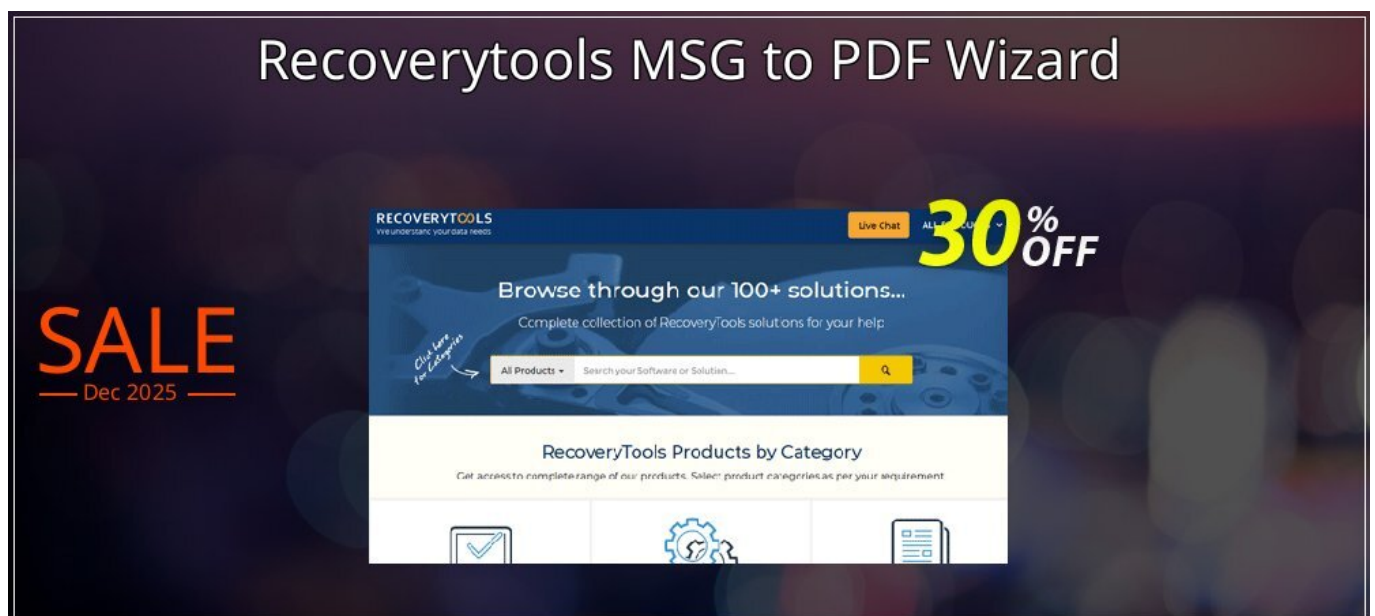 Recoverytools MSG to PDF Wizard
RECOVERYTOOLS
We understand your data needs
Live Chat
ALL
30% OFF
Browse through our 100+ solutions...
Complete collection of RecoveryTools solutions for your help
Click here
for Categories
All Products
Search your Software or Solution...
SALE
Dec 2025
RecoveryTools Products by Category
Get access to complete range of our products. Select product categories as per your requirement